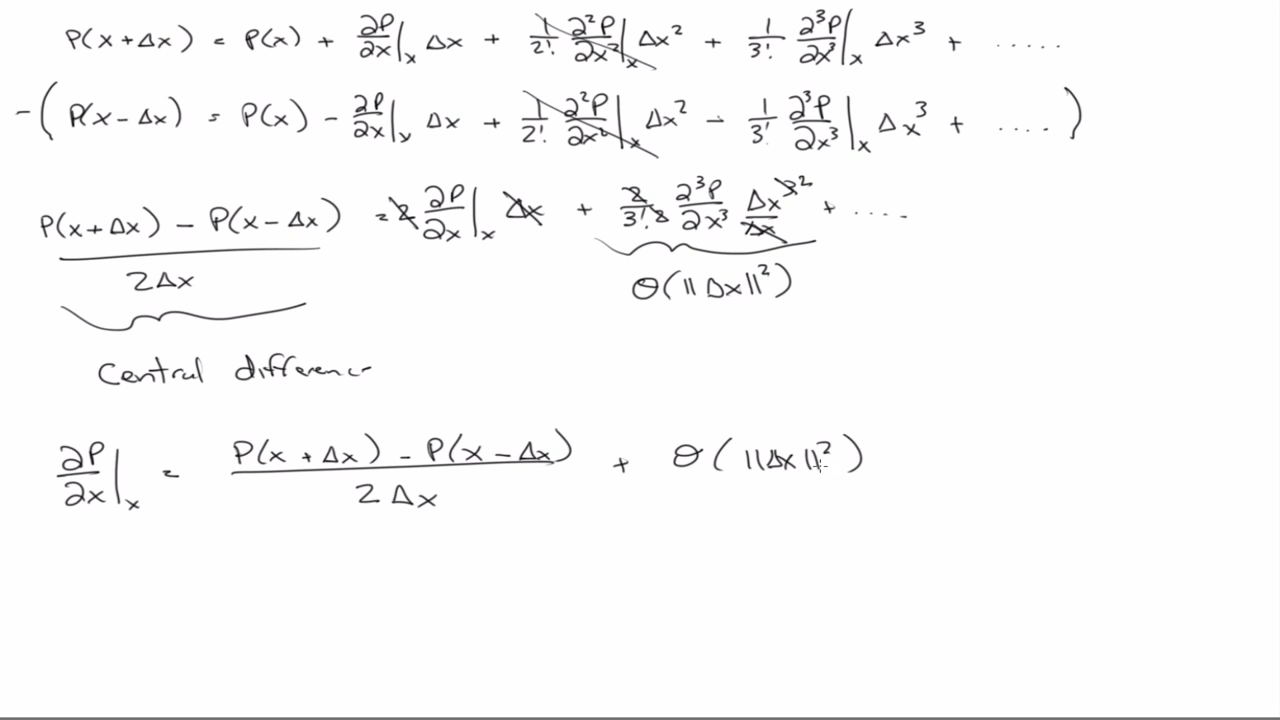 P(x+Δx) = P(x) + ∂P/∂x|ₓ Δx + 1/2! ∂²P/∂x²|ₓ Δx² + 1/3! ∂³P/∂x³|ₓ Δx³ + .....
-( P(x-Δx) = P(x) - ∂P/∂x|ₓ Δx + 1/2! ∂²P/∂x²|ₓ Δx² - 1/3! ∂³P/∂x³|ₓ Δx³ + .... )
P(x+Δx) - P(x-Δx) / 2Δx = 2 ∂P/∂x|ₓ Δx + 2/3!2 ∂³P/∂x³ Δx³²/Δx + ....
Θ(||Δx||²)
Central difference
∂P/∂x|ₓ = P(x+Δx) - P(x-Δx) / 2Δx + Θ(||Δx||²)